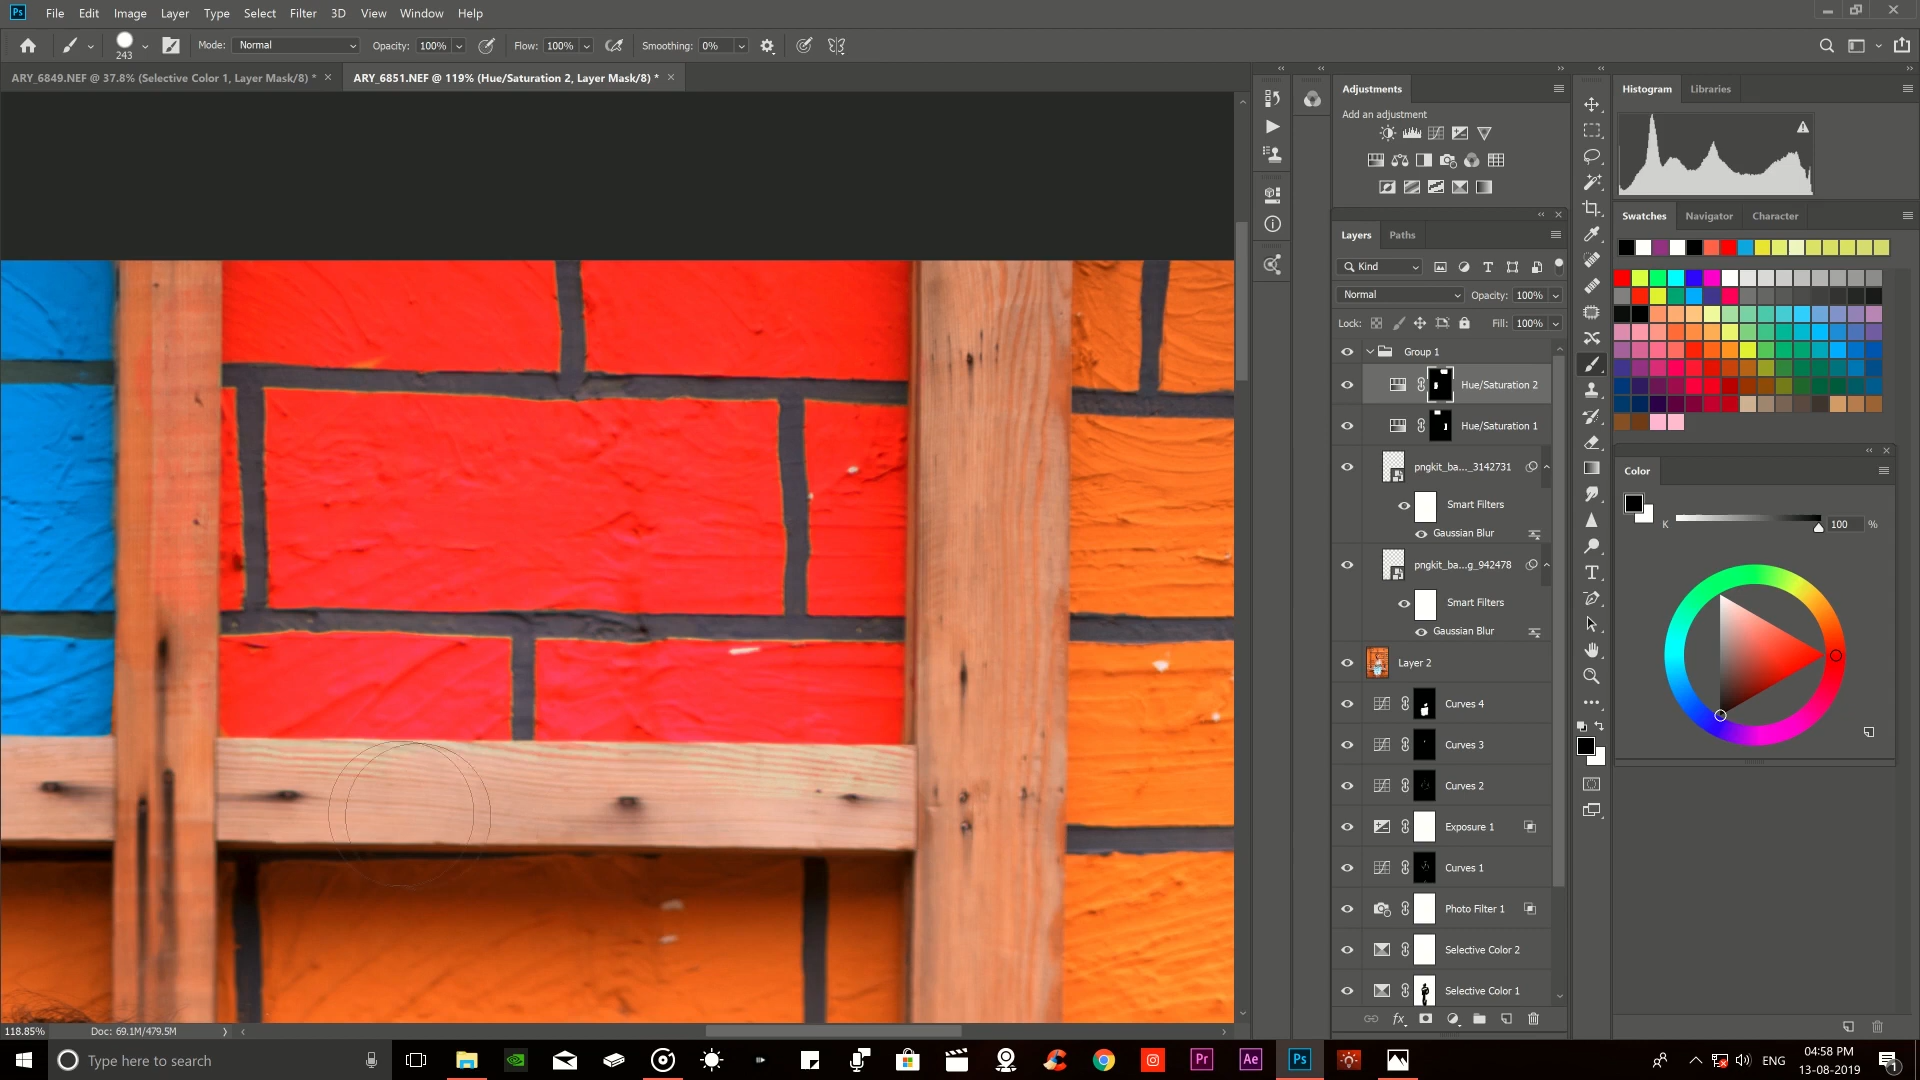 Ps File Edit Image Layer Type Select Filter 3D View Window Help
243 Mode: Normal Opacity: 100% Flow: 100% Smoothing: 0%
ARY_6849.NEF @ 37.8% (Selective Color 1, Layer Mask/8) * × ARY_6851.NEF @ 119% (Hue/Saturation 2, Layer Mask/8) * ×
Adjustments
Add an adjustment
Histogram Libraries
Swatches Navigator Character
Layers Paths
Kind
Normal Opacity: 100%
Lock: Fill: 100%
Group 1
Hue/Saturation 2
Hue/Saturation 1
pngkit_ba..._3142731
Smart Filters
Gaussian Blur
pngkit_ba...g_942478
Smart Filters
Gaussian Blur
Layer 2
Curves 4
Curves 3
Curves 2
Exposure 1
Curves 1
Photo Filter 1
Selective Color 2
Selective Color 1
fx
Color
K 100 %
118.85% Doc: 69.1M/479.5M
Type here to search
Pr Ae Ps
ENG
04:58 PM
13-08-2019
1